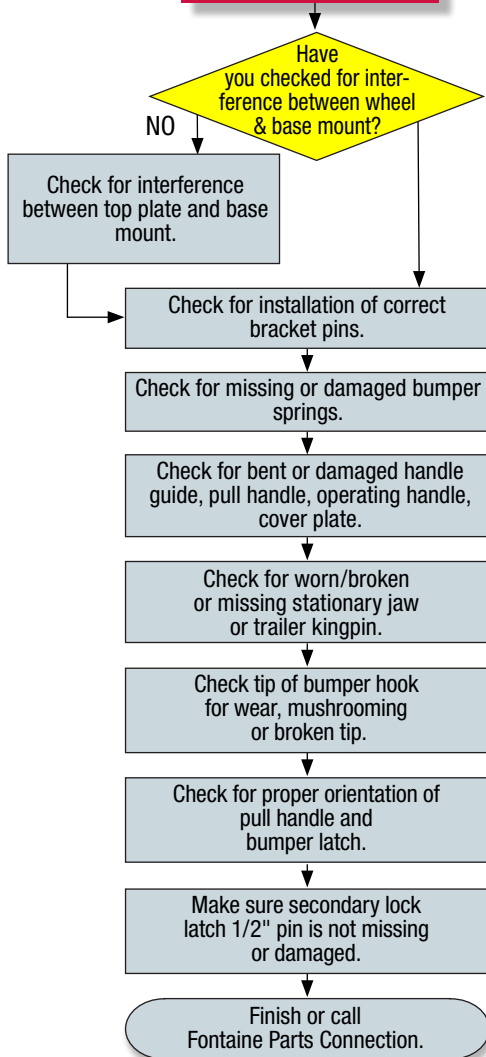 Have
you checked for inter-
ference between wheel
& base mount?
NO
Check for interference
between top plate and base
mount.
Check for installation of correct
bracket pins.
Check for missing or damaged bumper
springs.
Check for bent or damaged handle
guide, pull handle, operating handle,
cover plate.
Check for worn/broken
or missing stationary jaw
or trailer kingpin.
Check tip of bumper hook
for wear, mushrooming
or broken tip.
Check for proper orientation of
pull handle and
bumper latch.
Make sure secondary lock
latch 1/2" pin is not missing
or damaged.
Finish or call
Fontaine Parts Connection.